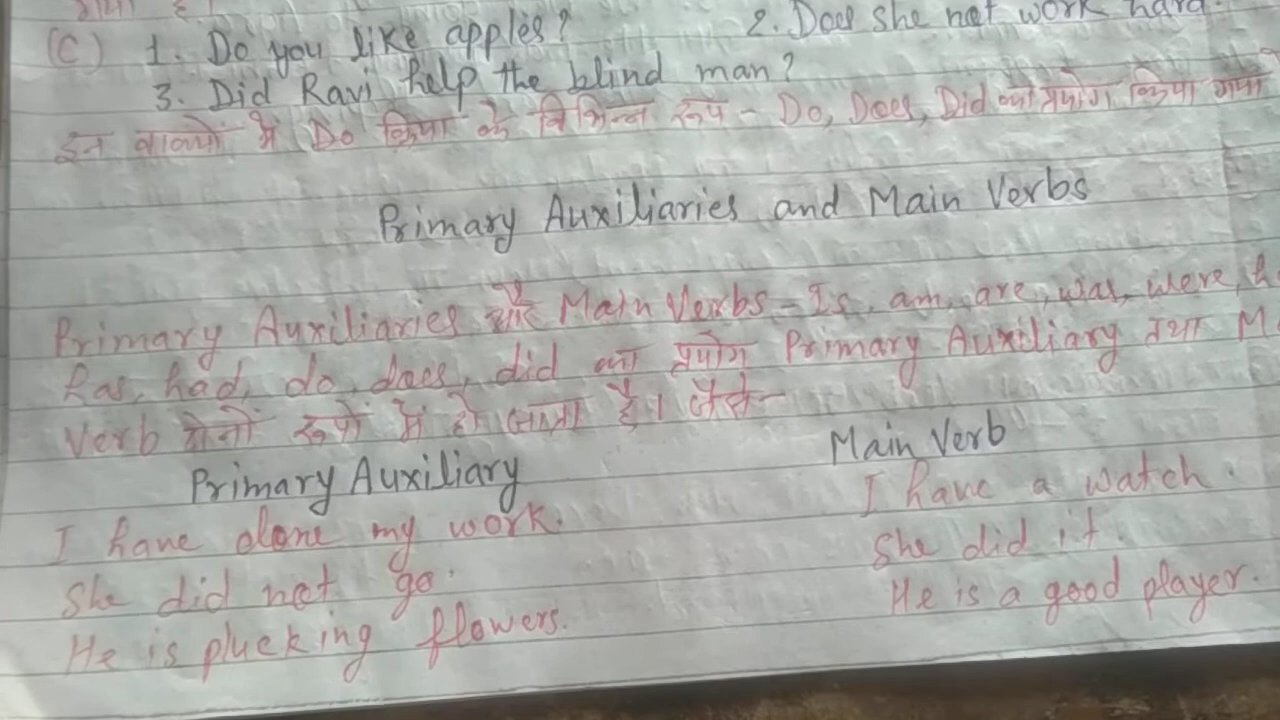 (C) 1. Do you like apples? 2. Does she not work hard.
3. Did Ravi help the blind man?
इन वाक्यो में Do क्रिया के विभिन्न रूप - Do, Does, Did का प्रयोग किया गया
Primary Auxiliaries and Main Verbs
Primary Auxiliaries और Main Verbs - Is, am, are, was, were, h
has, had, do, does, did का प्रयोग Primary Auxiliary तथा M
Verb दोनो रूपो में हो जाता है। जैसे-
Primary Auxiliary Main Verb
I have done my work. I have a watch.
She did not go. She did it.
He is plucking flowers. He is a good player.